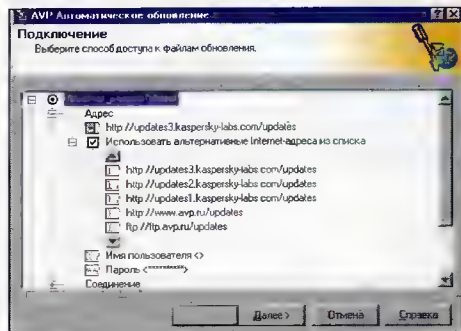 AVP Автоматическое обновление
Подключение
Выберите способ доступа к файлам обновления.
Адрес
http://updates3.kaspersky-labs.com/updates
Использовать альтернативные Internet-адреса из списка
http://updates3.kaspersky-labs.com/updates
http://updates2.kaspersky-labs.com/updates
http://updates1.kaspersky-labs.com/updates
http://www.avp.ru/updates
ftp://ftp.avp.ru/updates
Имя пользователя <>
Пароль <**********>
Соединение
Далее >
Отмена
Справка